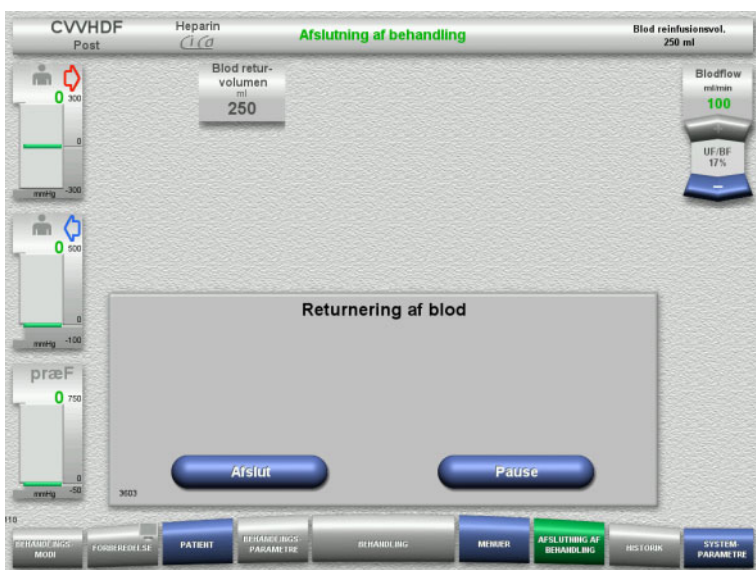 CVVHDF
Post
Heparin
Ci Ca
Afslutning af behandling
Blod reinfusionsvol.
250 ml
0 300
0
mmHg -300
Blod retur-
volumen
ml
250
Blodflow
ml/min
100
+
UF/BF
17%
–
0 500
0
mmHg -100
præF
0 750
0
mmHg -50
Returnering af blod
Afslut
Pause
3603
BEHANDLINGS-
MODI
FORBEREDELSE
PATIENT
BEHANDLINGS-
PARAMETRE
BEHANDLING
MENUER
AFSLUTNING AF
BEHANDLING
HISTORIK
SYSTEM-
PARAMETRE